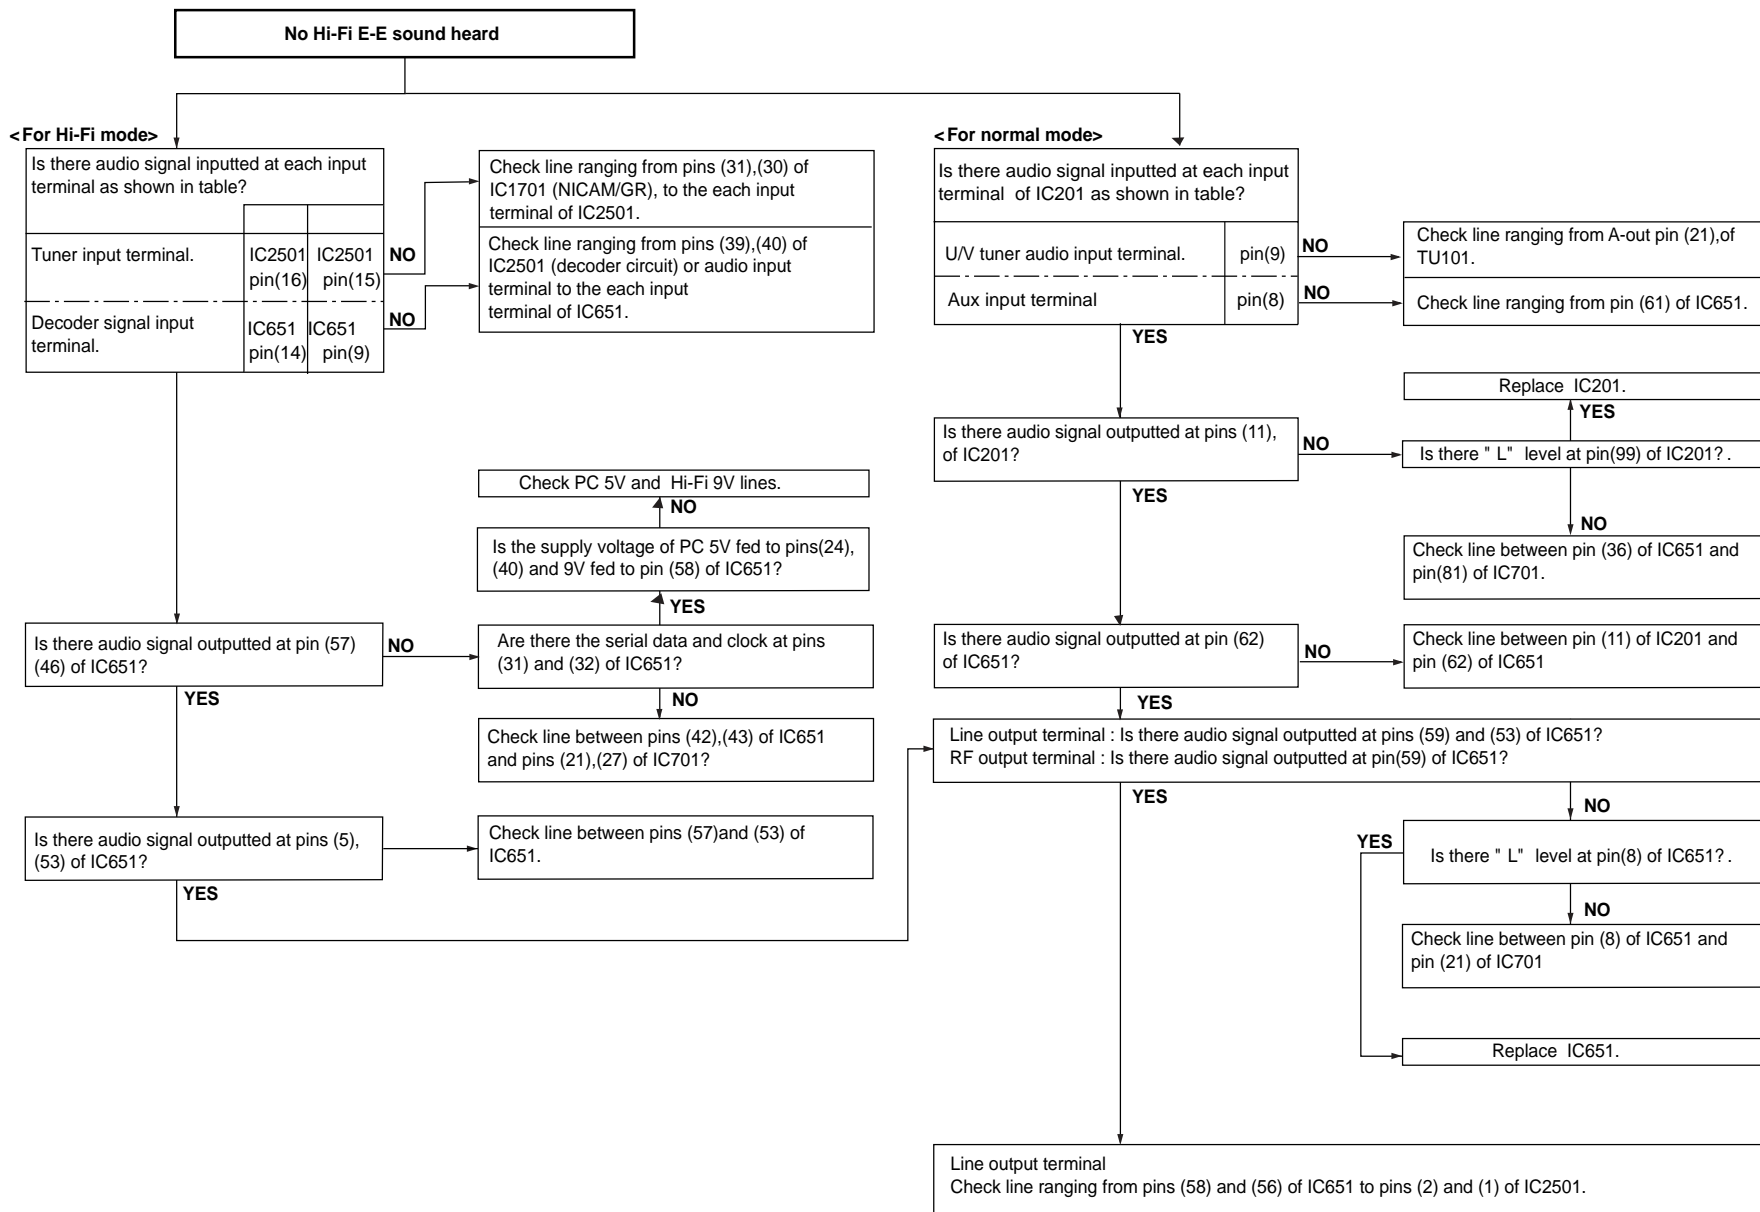 No Hi-Fi E-E sound heard
<For Hi-Fi mode>
Is there audio signal inputted at each input
terminal as shown in table?
Tuner input terminal.
IC2501
pin(16)
IC2501
pin(15)
NO
Decoder signal input
terminal.
IC651
pin(14)
IC651
pin(9)
NO
Check line ranging from pins (31),(30) of
IC1701 (NICAM/GR), to the each input
terminal of IC2501.
Check line ranging from pins (39),(40) of
IC2501 (decoder circuit) or audio input
terminal to the each input
terminal of IC651.
Check PC 5V and Hi-Fi 9V lines.
NO
Is the supply voltage of PC 5V fed to pins(24),
(40) and 9V fed to pin (58) of IC651?
YES
Is there audio signal outputted at pin (57)
(46) of IC651?
NO
Are there the serial data and clock at pins
(31) and (32) of IC651?
YES
NO
Check line between pins (42),(43) of IC651
and pins (21),(27) of IC701?
Is there audio signal outputted at pins (5),
(53) of IC651?
Check line between pins (57)and (53) of
IC651.
YES
<For normal mode>
Is there audio signal inputted at each input
terminal of IC201 as shown in table?
U/V tuner audio input terminal.
pin(9)
NO
Check line ranging from A-out pin (21),of
TU101.
Aux input terminal
pin(8)
NO
Check line ranging from pin (61) of IC651.
YES
Replace IC201.
YES
Is there audio signal outputted at pins (11),
of IC201?
NO
Is there " L" level at pin(99) of IC201? .
YES
NO
Check line between pin (36) of IC651 and
pin(81) of IC701.
Is there audio signal outputted at pin (62)
of IC651?
NO
Check line between pin (11) of IC201 and
pin (62) of IC651
YES
Line output terminal : Is there audio signal outputted at pins (59) and (53) of IC651?
RF output terminal : Is there audio signal outputted at pin(59) of IC651?
YES
NO
YES
Is there " L" level at pin(8) of IC651? .
NO
Check line between pin (8) of IC651 and
pin (21) of IC701
Replace IC651.
Line output terminal
Check line ranging from pins (58) and (56) of IC651 to pins (2) and (1) of IC2501.